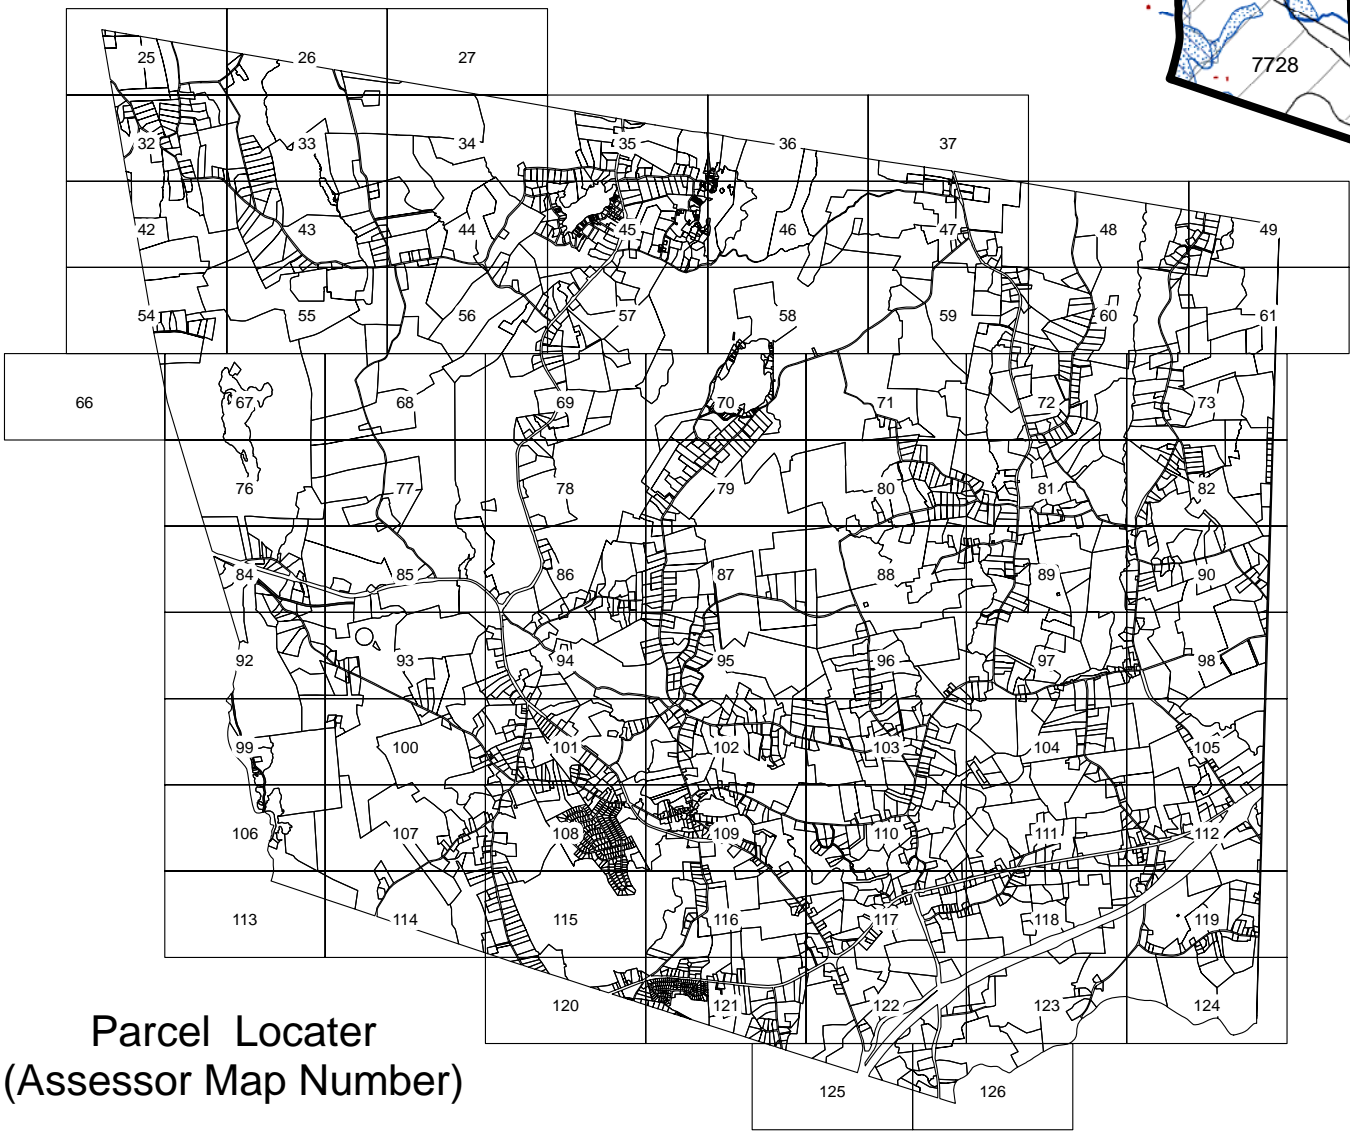 7728
25 26 27
32 33 34 35 36 37
42 43 44 45 46 47 48 49
54 55 56 57 58 59 60 61
66 67 68 69 70 71 72 73
76 77 78 79 80 81 82
84 85 86 87 88 89 90
92 93 94 95 96 97 98
99 100 101 102 103 104 105
106 107 108 109 110 111 112
113 114 115 116 117 118 119
120 121 122 123 124
125 126
Parcel Locater
(Assessor Map Number)